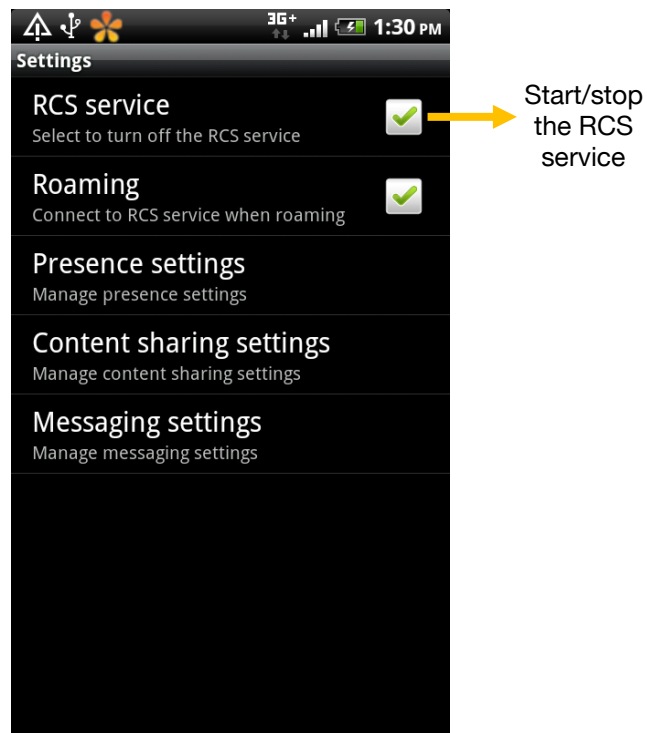 3G+
1:30 PM
Settings
RCS service
Select to turn off the RCS service
Start/stop
the RCS
service
Roaming
Connect to RCS service when roaming
Presence settings
Manage presence settings
Content sharing settings
Manage content sharing settings
Messaging settings
Manage messaging settings